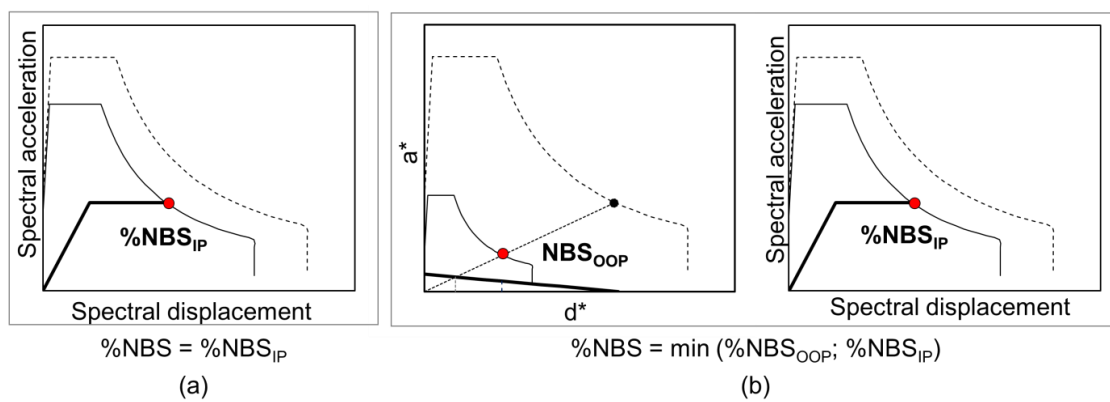 Spectral acceleration
%NBS_IP
Spectral displacement
%NBS = %NBS_IP
(a)
a*
NBS_OOP
d*
Spectral acceleration
%NBS_IP
Spectral displacement
%NBS = min (%NBS_OOP; %NBS_IP)
(b)